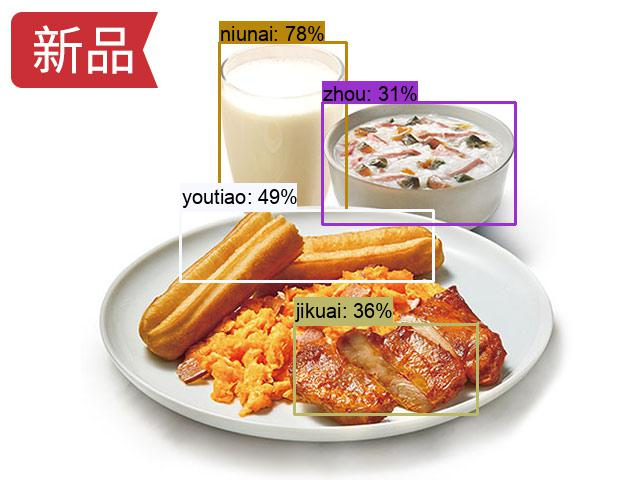 新品
niunai: 78%
zhou: 31%
youtiao: 49%
jikuai: 36%